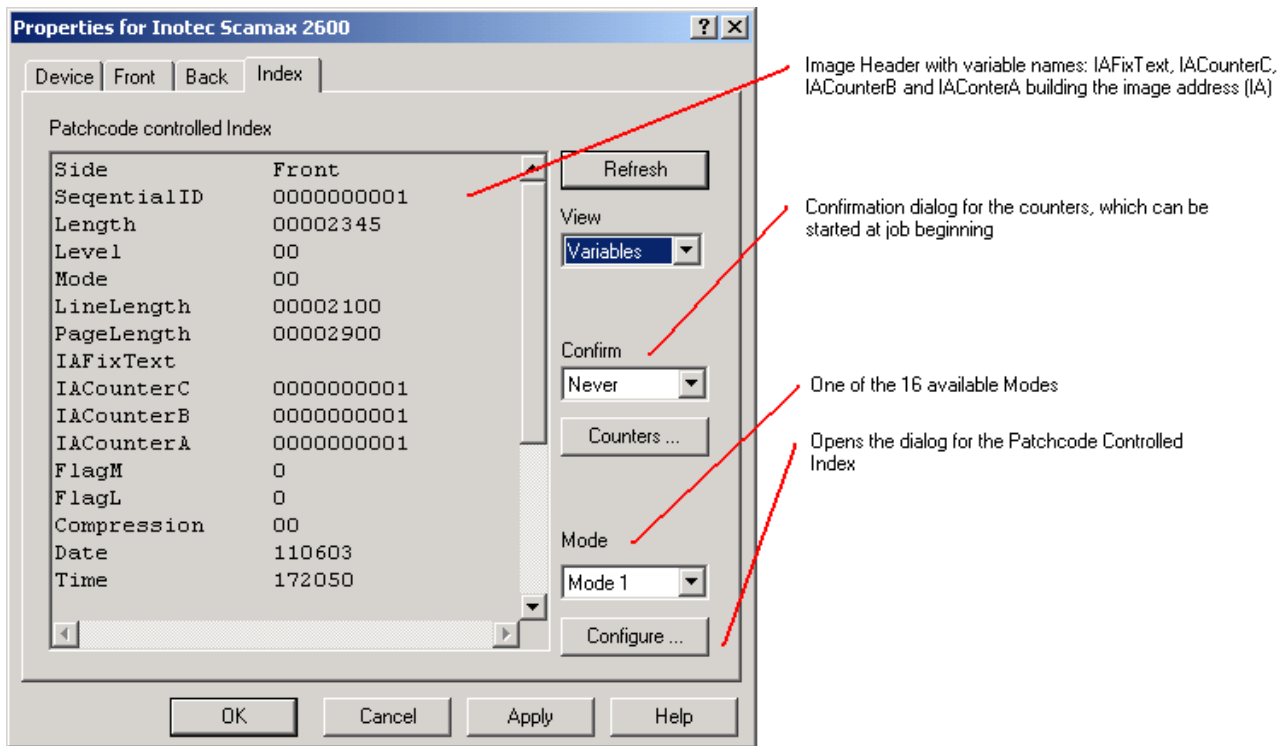 Properties for Inotec Scamax 2600
Device Front Back Index
Patchcode controlled Index
Side Front
SeqentialID 0000000001
Length 00002345
Level 00
Mode 00
LineLength 00002100
PageLength 00002900
IAFixText
IACounterC 0000000001
IACounterB 0000000001
IACounterA 0000000001
FlagM 0
FlagL 0
Compression 00
Date 110603
Time 172050
Refresh
View
Variables
Confirm
Never
Counters ...
Mode
Mode 1
Configure ...
OK Cancel Apply Help
Image Header with variable names: IAFixText, IACounterC,
IACounterB and IAConterA building the image address (IA)
Confirmation dialog for the counters, which can be
started at job beginning
One of the 16 available Modes
Opens the dialog for the Patchcode Controlled
Index